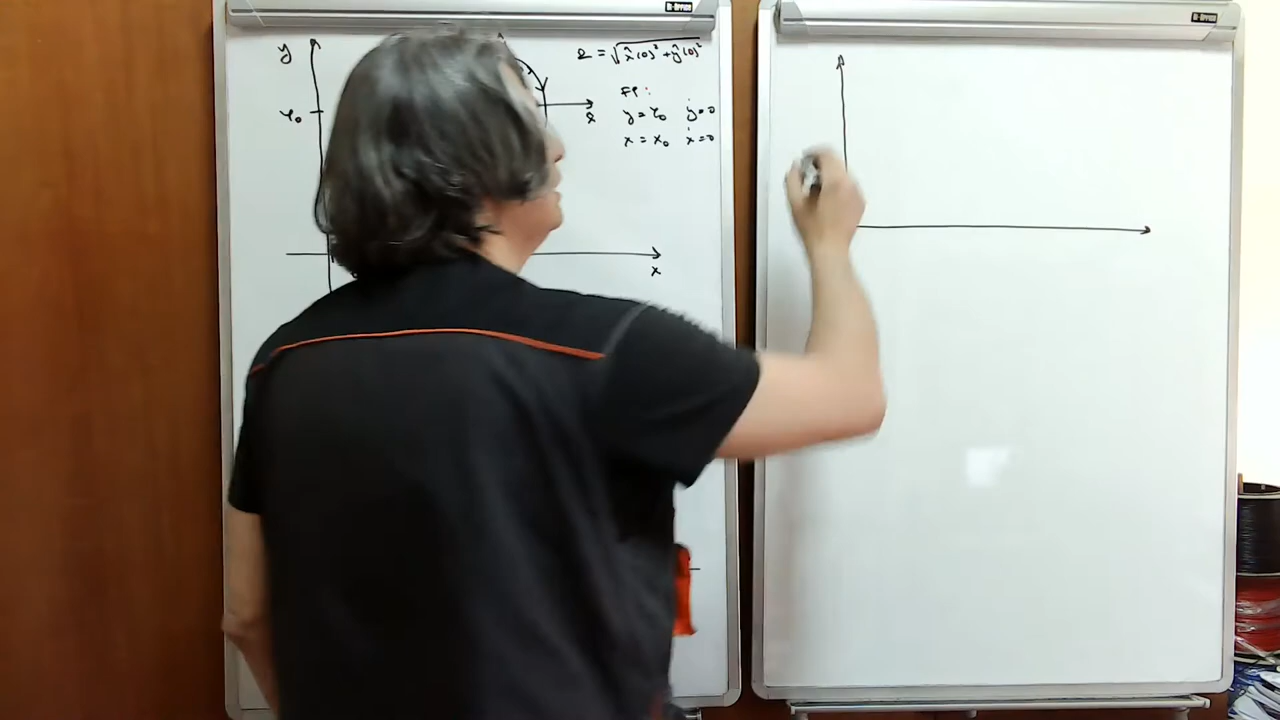 y
Y₀
x
x̂
R = √(x̂(0)² + ŷ(0)²
FP:
y = Y₀ ẏ=0
x = X₀ ẋ=0